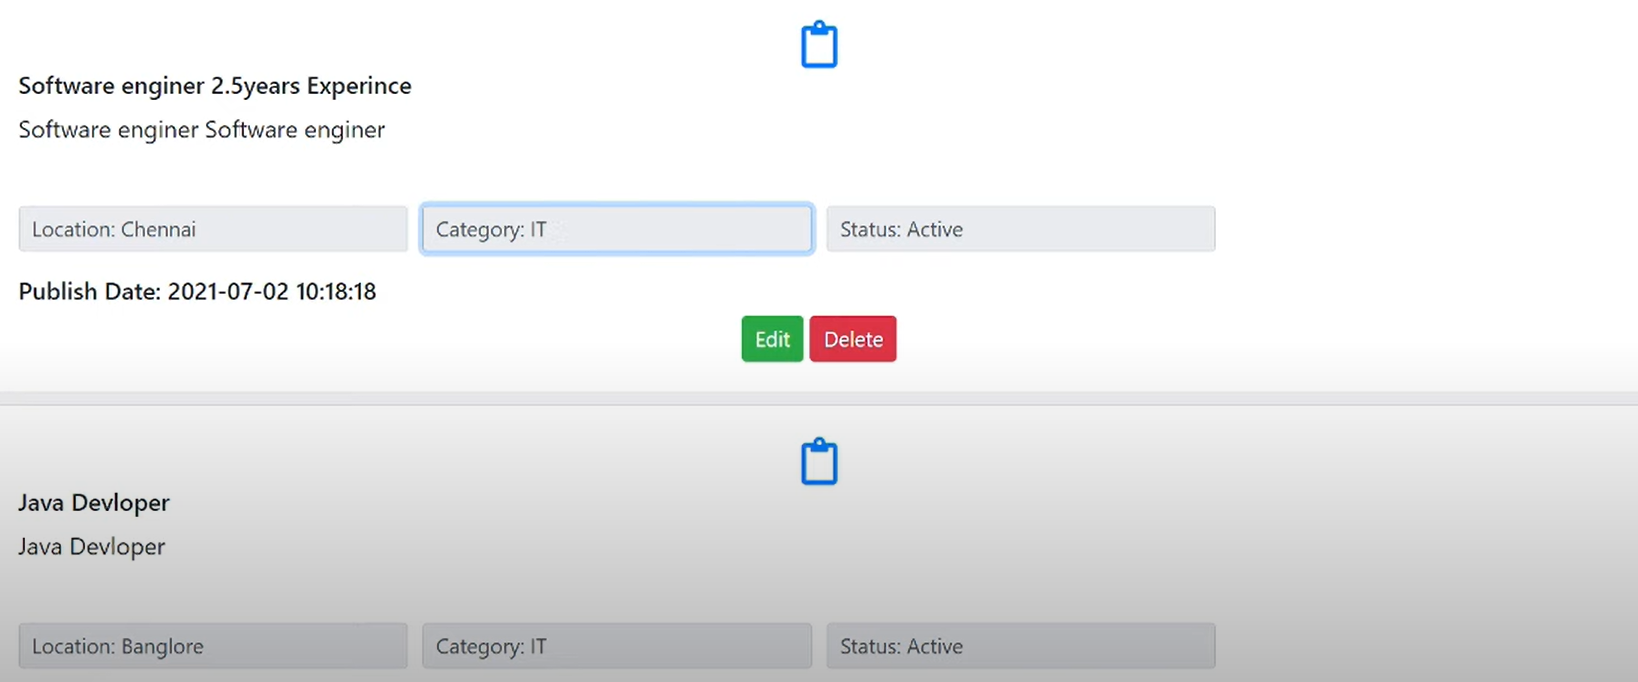 Software enginer 2.5years Experince
Software enginer Software enginer
Location: Chennai Category: IT Status: Active
Publish Date: 2021-07-02 10:18:18
Edit Delete
Java Devloper
Java Devloper
Location: Banglore Category: IT Status: Active